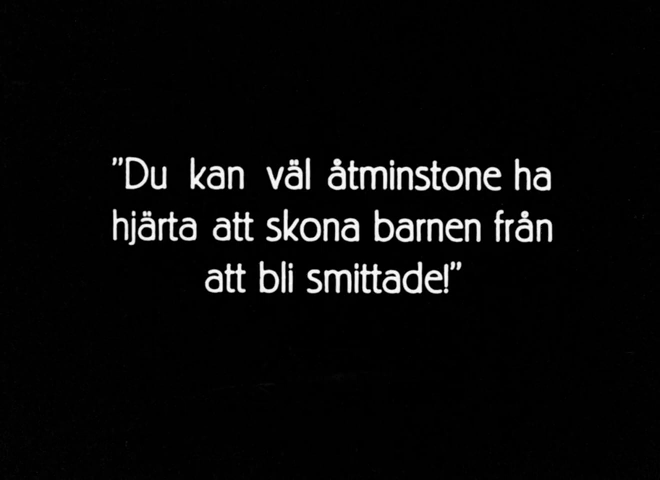 ”Du kan väl åtminstone ha
hjärta att skona barnen från
att bli smittade!”